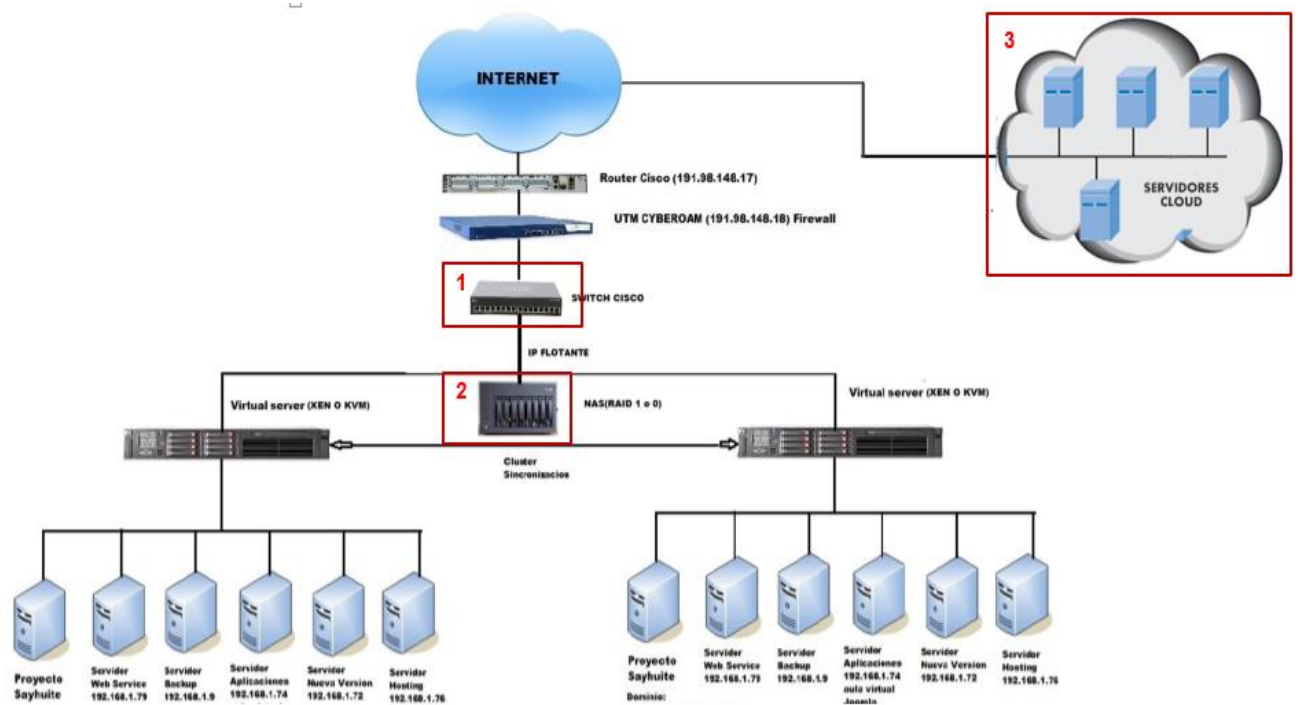 INTERNET
3
SERVIDORES
CLOUD
Router Cisco (191.98.148.17)
UTM CYBEROAM (191.98.148.18) Firewall
1
SWITCH CISCO
IP FLOTANTE
2
NAS(RAID 1 o 0)
Virtual server (XEN O KVM)
Virtual server (XEN O KVM)
Cluster
Sincronizacios
Proyecto
Sayhuite
Servidor
Web Service
192.168.1.79
Servidor
Backup
192.168.1.9
Servidor
Aplicaciones
192.168.1.74
Servidor
Nueva Version
192.168.1.72
Servidor
Hosting
192.168.1.76
Proyecto
Sayhuite
Dominio:
Servidor
Web Service
192.168.1.79
Servidor
Backup
192.168.1.9
Servidor
Aplicaciones
192.168.1.74
aula virtual
Joomla
Servidor
Nueva Version
192.168.1.72
Servidor
Hosting
192.168.1.76